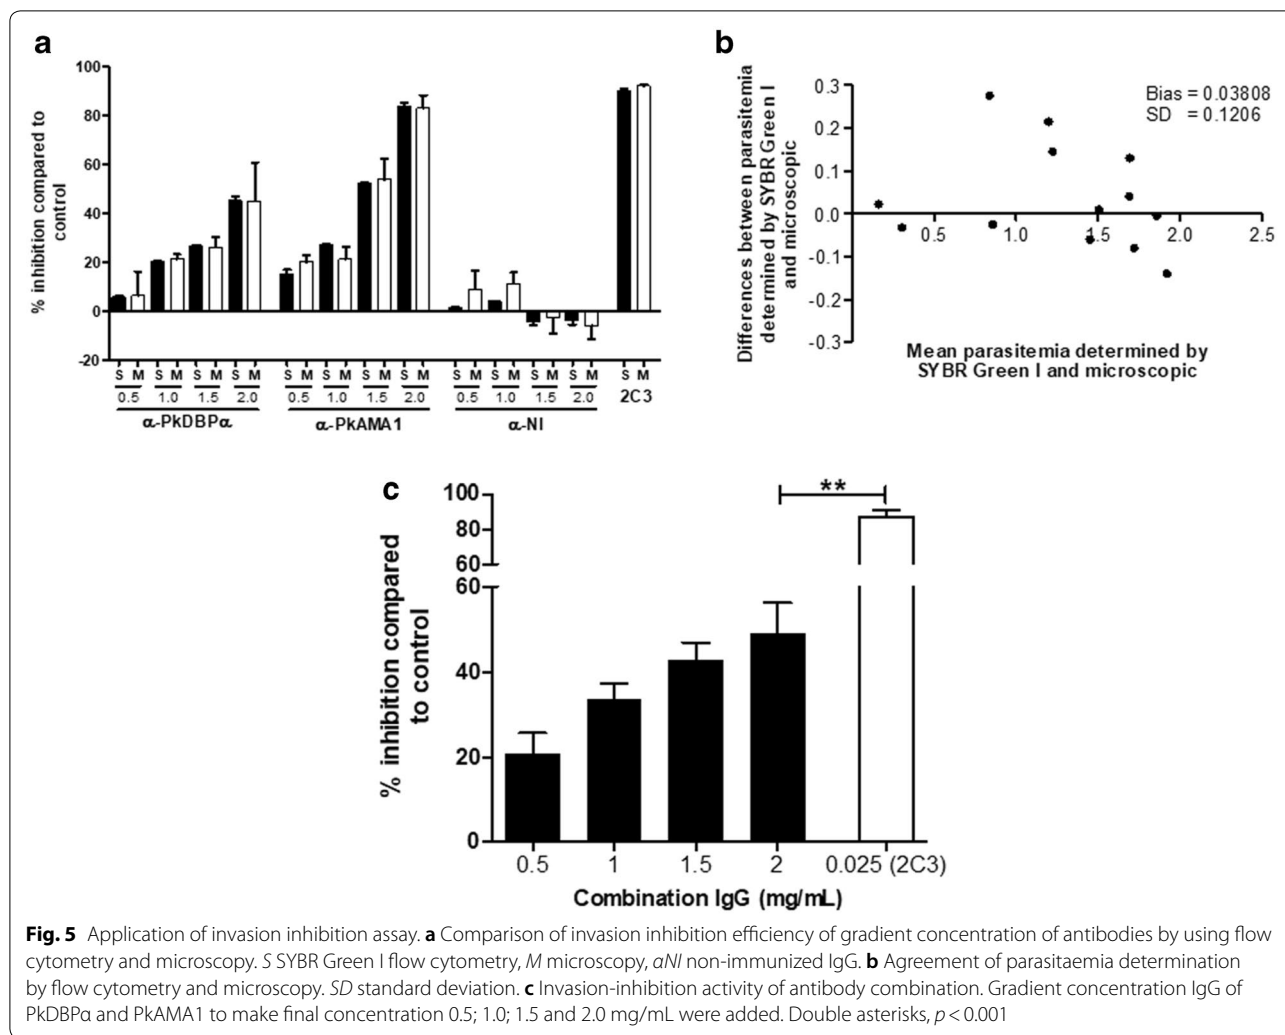 a
% inhibition compared to
control
100
80
60
40
20
0
-20
S M S M S M S M S M S M S M S M S M S M S M S M S M
0.5 1.0 1.5 2.0 0.5 1.0 1.5 2.0 0.5 1.0 1.5 2.0 2C3
α-PkDBPα α-PkAMA1 α-NI
b
Differences between parasitemia
determined by SYBR Green I
and microscopic
0.3
0.2
0.1
0.0
-0.1
-0.2
-0.3
Bias = 0.03808
SD = 0.1206
0.5 1.0 1.5 2.0 2.5
Mean parasitemia determined by
SYBR Green I and microscopic
c
% inhibition compared
to control
100
80
60
60
40
20
0
**
0.5 1 1.5 2 0.025 (2C3)
Combination IgG (mg/mL)
Fig. 5 Application of invasion inhibition assay. a Comparison of invasion inhibition efficiency of gradient concentration of antibodies by using flow
cytometry and microscopy. S SYBR Green I flow cytometry, M microscopy, αNI non-immunized IgG. b Agreement of parasitaemia determination
by flow cytometry and microscopy. SD standard deviation. c Invasion-inhibition activity of antibody combination. Gradient concentration IgG of
PkDBPα and PkAMA1 to make final concentration 0.5; 1.0; 1.5 and 2.0 mg/mL were added. Double asterisks, p < 0.001